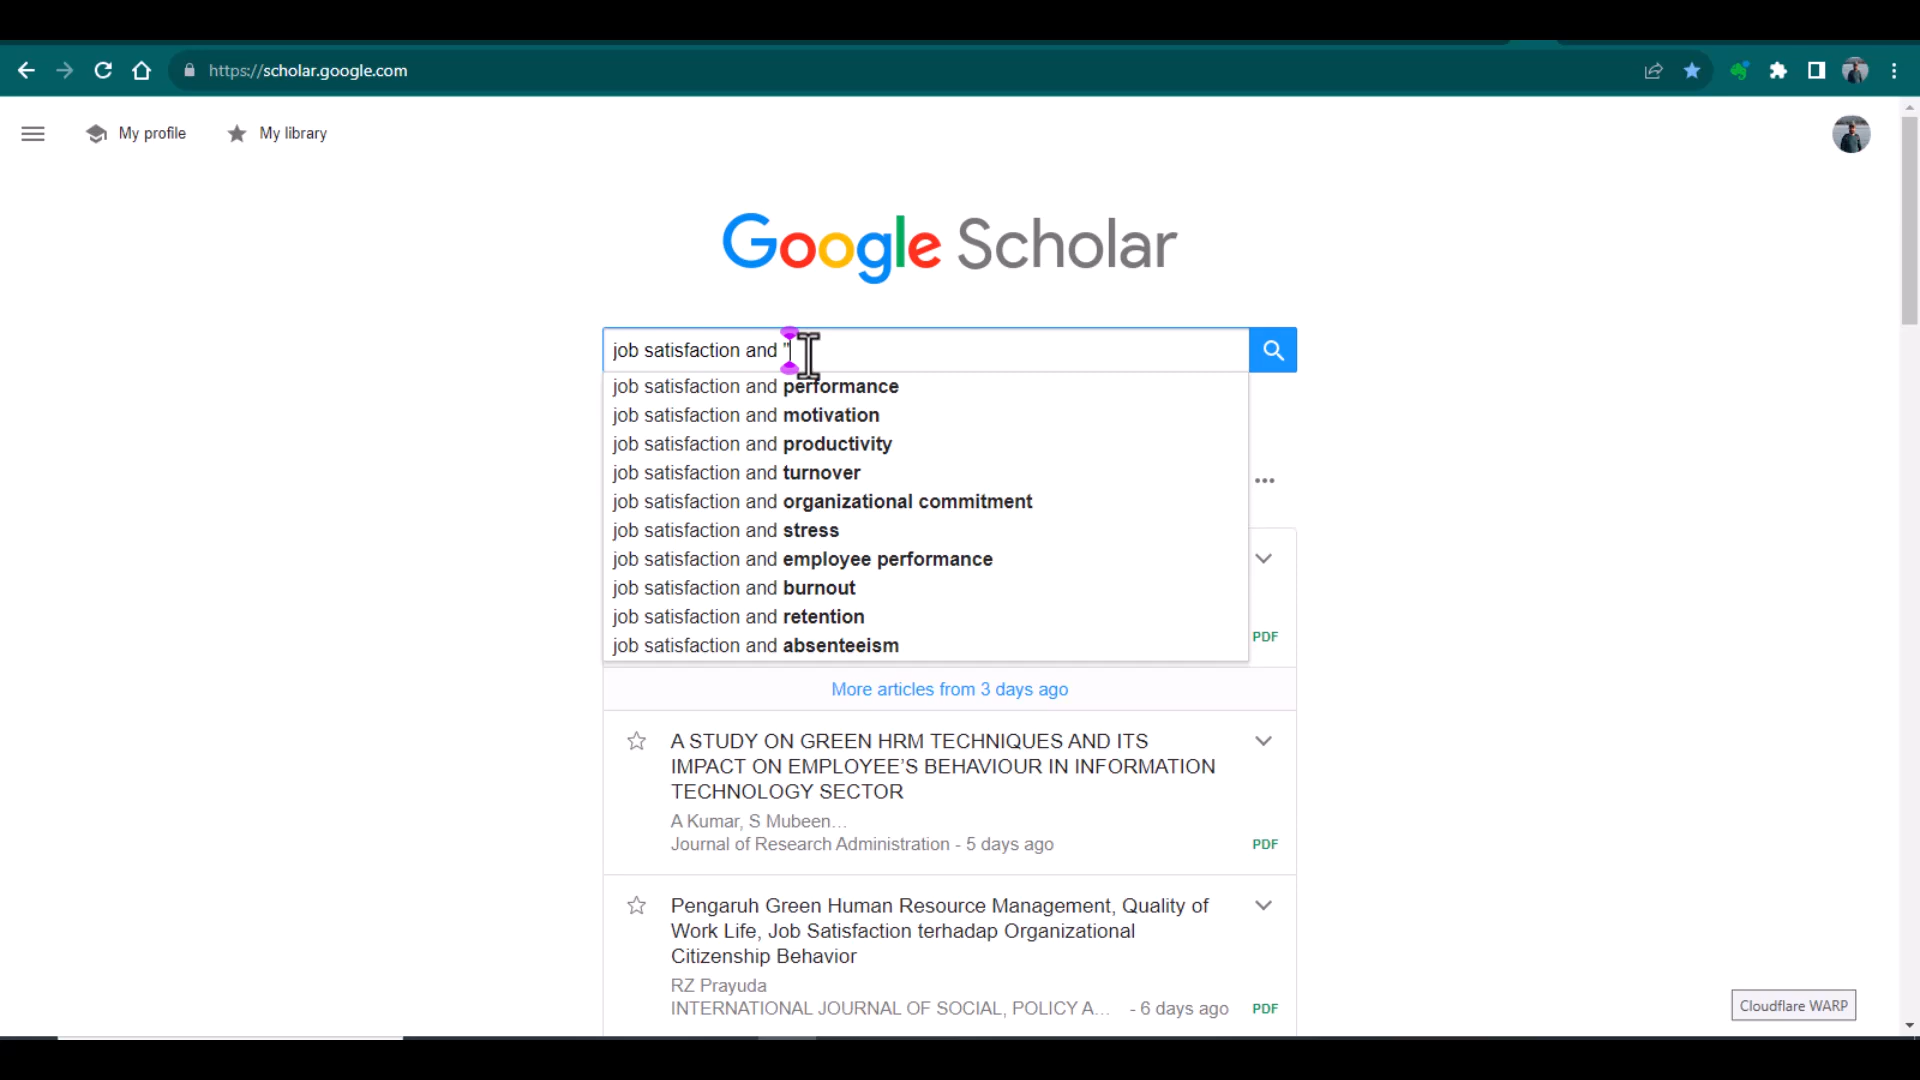 https://scholar.google.com
My profile
My library
Google Scholar
job satisfaction and "
job satisfaction and performance
job satisfaction and motivation
job satisfaction and productivity
job satisfaction and turnover
job satisfaction and organizational commitment
job satisfaction and stress
job satisfaction and employee performance
job satisfaction and burnout
job satisfaction and retention
PDF
job satisfaction and absenteeism
More articles from 3 days ago
A STUDY ON GREEN HRM TECHNIQUES AND ITS
IMPACT ON EMPLOYEE’S BEHAVIOUR IN INFORMATION
TECHNOLOGY SECTOR
A Kumar, S Mubeen…
Journal of Research Administration - 5 days ago
PDF
Pengaruh Green Human Resource Management, Quality of
Work Life, Job Satisfaction terhadap Organizational
Citizenship Behavior
RZ Prayuda
INTERNATIONAL JOURNAL OF SOCIAL, POLICY A… - 6 days ago
PDF
Cloudflare WARP